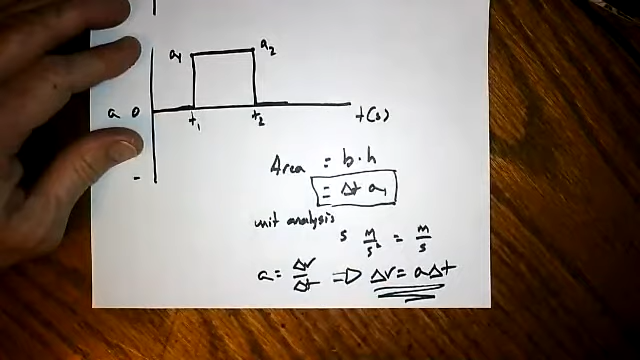 a₁ a₂
a 0
t₁ t₂ t(s)
-
Area = b·h
= Δt a₁
unit analysis
s m/s² = m/s
a = Δv/Δt ⇒ Δv = aΔt